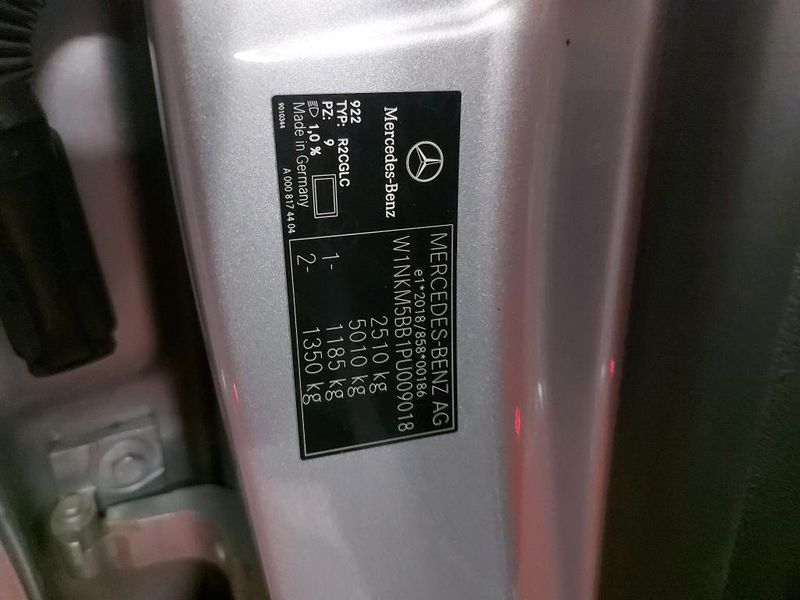 Mercedes-Benz
922
TYP: R2CGLC
PZ: 9
1,0 %
Made in Germany
9010344
A 000 817 44 04
MERCEDES-BENZ AG
e1*2018/858*00186
W1NKM5BB1PU009018
2510 kg
5010 kg
1- 1185 kg
2- 1350 kg